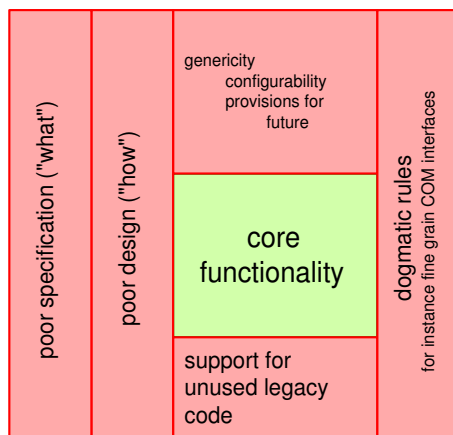 poor specification ("what")
poor design ("how")
genericity
configurability
provisions for
future
core
functionality
support for
unused legacy
code
dogmatic rules
for instance fine grain COM interfaces